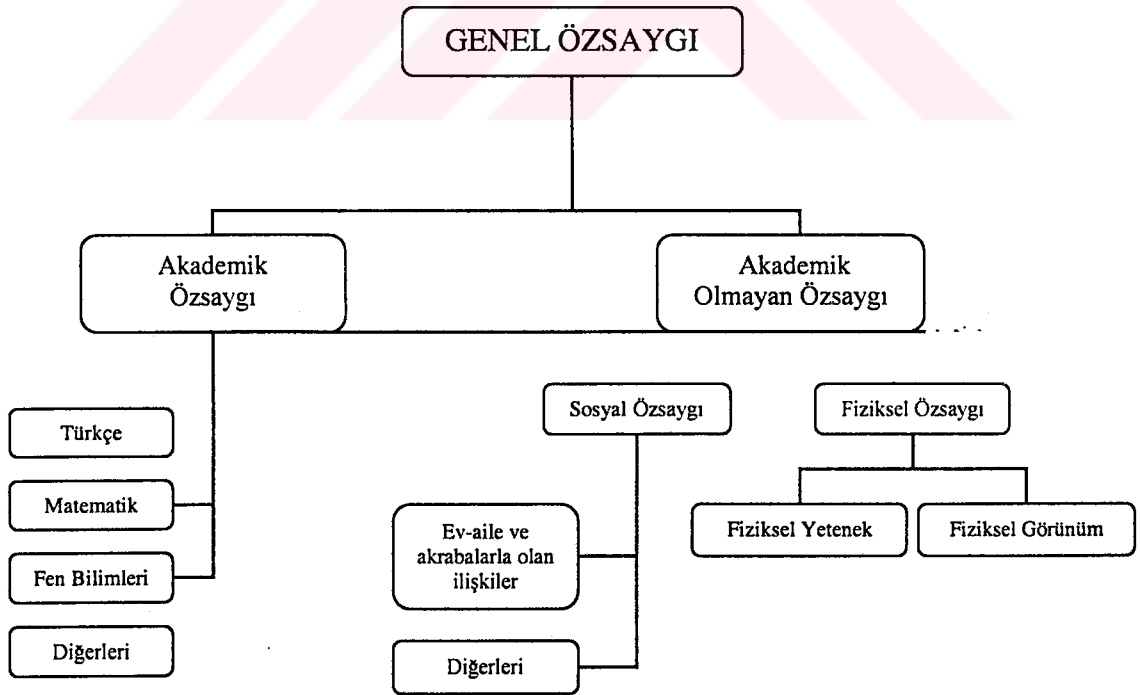 GENEL ÖZSAYGI
Akademik
Özsaygı
Akademik
Olmayan Özsaygı
Türkçe
Matematik
Fen Bilimleri
Diğerleri
Sosyal Özsaygı
Ev-aile ve
akrabalarla olan
ilişkiler
Diğerleri
Fiziksel Özsaygı
Fiziksel Yetenek
Fiziksel Görünüm